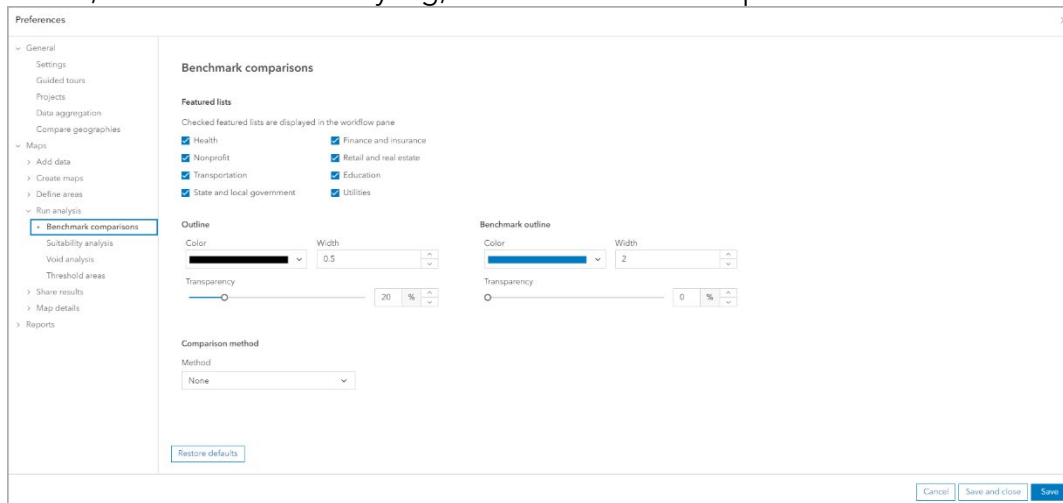 Preferences
General
Settings
Guided tours
Projects
Data aggregation
Compare geographies
Maps
Add data
Create maps
Define areas
Run analysis
Benchmark comparisons
Suitability analysis
Void analysis
Threshold areas
Share results
Map details
Reports
Benchmark comparisons
Featured lists
Checked featured lists are displayed in the workflow pane
Health Finance and insurance
Nonprofit Retail and real estate
Transportation Education
State and local government Utilities
Outline Benchmark outline
Color Width Color Width
0.5 2
Transparency Transparency
20 % 0 %
Comparison method
Method
None
Restore defaults
Cancel Save and close Save